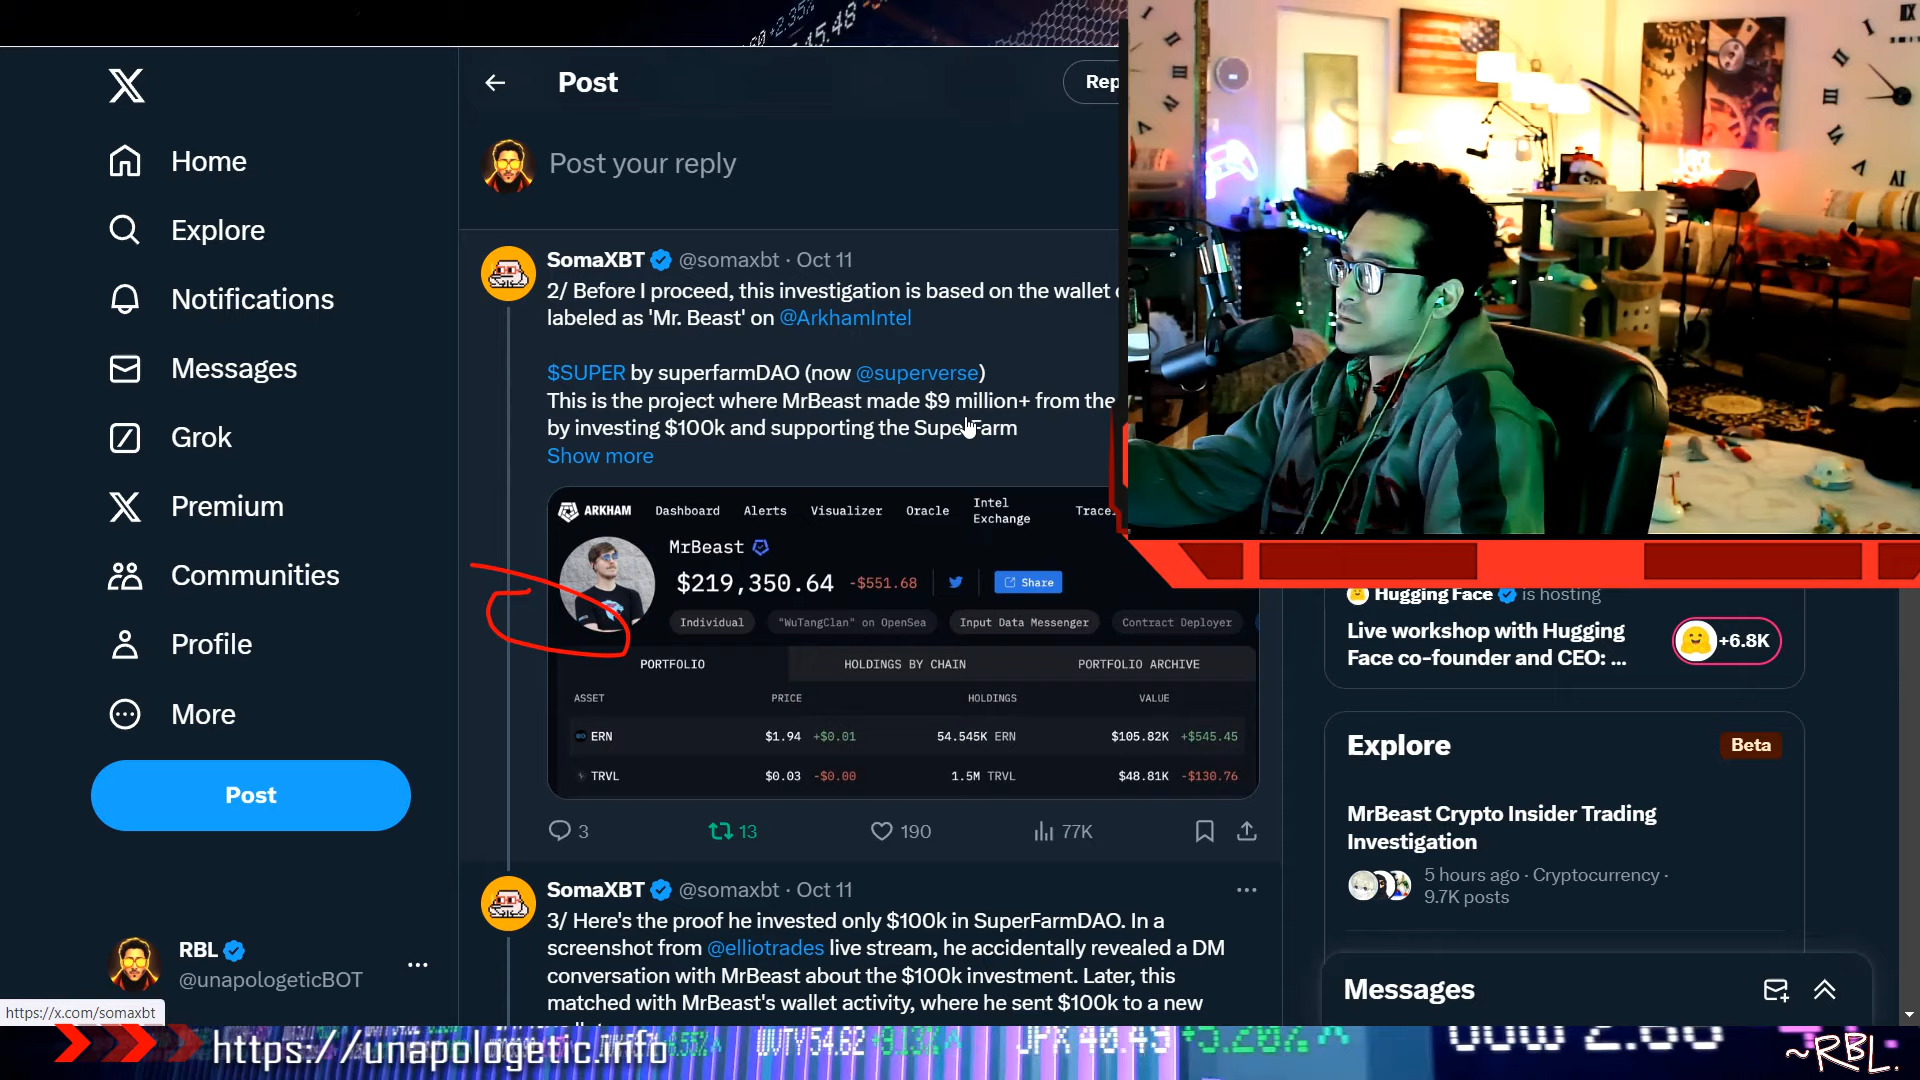 Post
Rep
Post your reply
Home
Explore
Notifications
Messages
Grok
Premium
Communities
Profile
More
Post
RBL
@unapologeticBOT
https://x.com/somaxbt
SomaXBT @somaxbt · Oct 11
2/ Before I proceed, this investigation is based on the wallet
labeled as 'Mr. Beast' on @ArkhamIntel
$SUPER by superfarmDAO (now @superverse)
This is the project where MrBeast made $9 million+ from the
by investing $100k and supporting the SuperFarm
Show more
ARKHAM Dashboard Alerts Visualizer Oracle Intel Exchange Trace
MrBeast
$219,350.64 -$551.68 Share
Individual "WuTangClan" on OpenSea Input Data Messenger Contract Deployer
PORTFOLIO HOLDINGS BY CHAIN PORTFOLIO ARCHIVE
ASSET PRICE HOLDINGS VALUE
ERN $1.94 +$0.01 54.545K ERN $105.82K +$545.45
TRVL $0.03 -$0.00 1.5M TRVL $48.81K -$130.76
3 13 190 77K
SomaXBT @somaxbt · Oct 11
3/ Here's the proof he invested only $100k in SuperFarmDAO. In a
screenshot from @elliotrades live stream, he accidentally revealed a DM
conversation with MrBeast about the $100k investment. Later, this
matched with MrBeast's wallet activity, where he sent $100k to a new
Hugging Face is hosting
Live workshop with Hugging
Face co-founder and CEO: ...
+6.8K
Explore
Beta
MrBeast Crypto Insider Trading
Investigation
5 hours ago · Cryptocurrency ·
9.7K posts
Messages
https://unapologetic.info
~RBL.